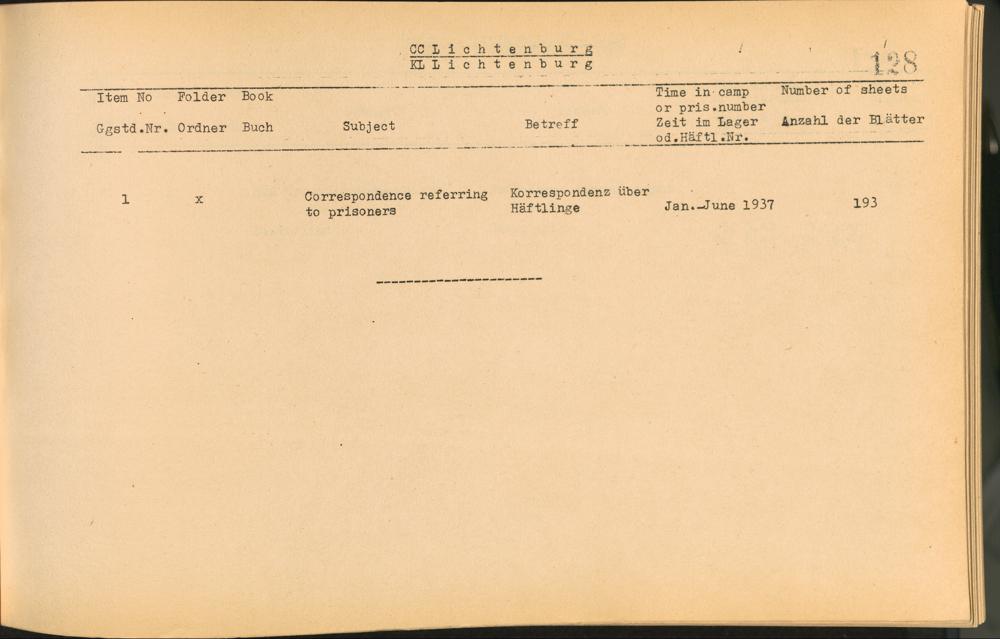 CC L i c h t e n b u r g
KL L i c h t e n b u r g
128
Item No Folder Book Time in camp Number of sheets
or pris.number
Ggstd.Nr. Ordner Buch Subject Betreff Zeit im Lager Anzahl der Blätter
od.Häftl.Nr.
1 x Correspondence referring Korrespondenz über
to prisoners Häftlinge Jan.-June 1937 193